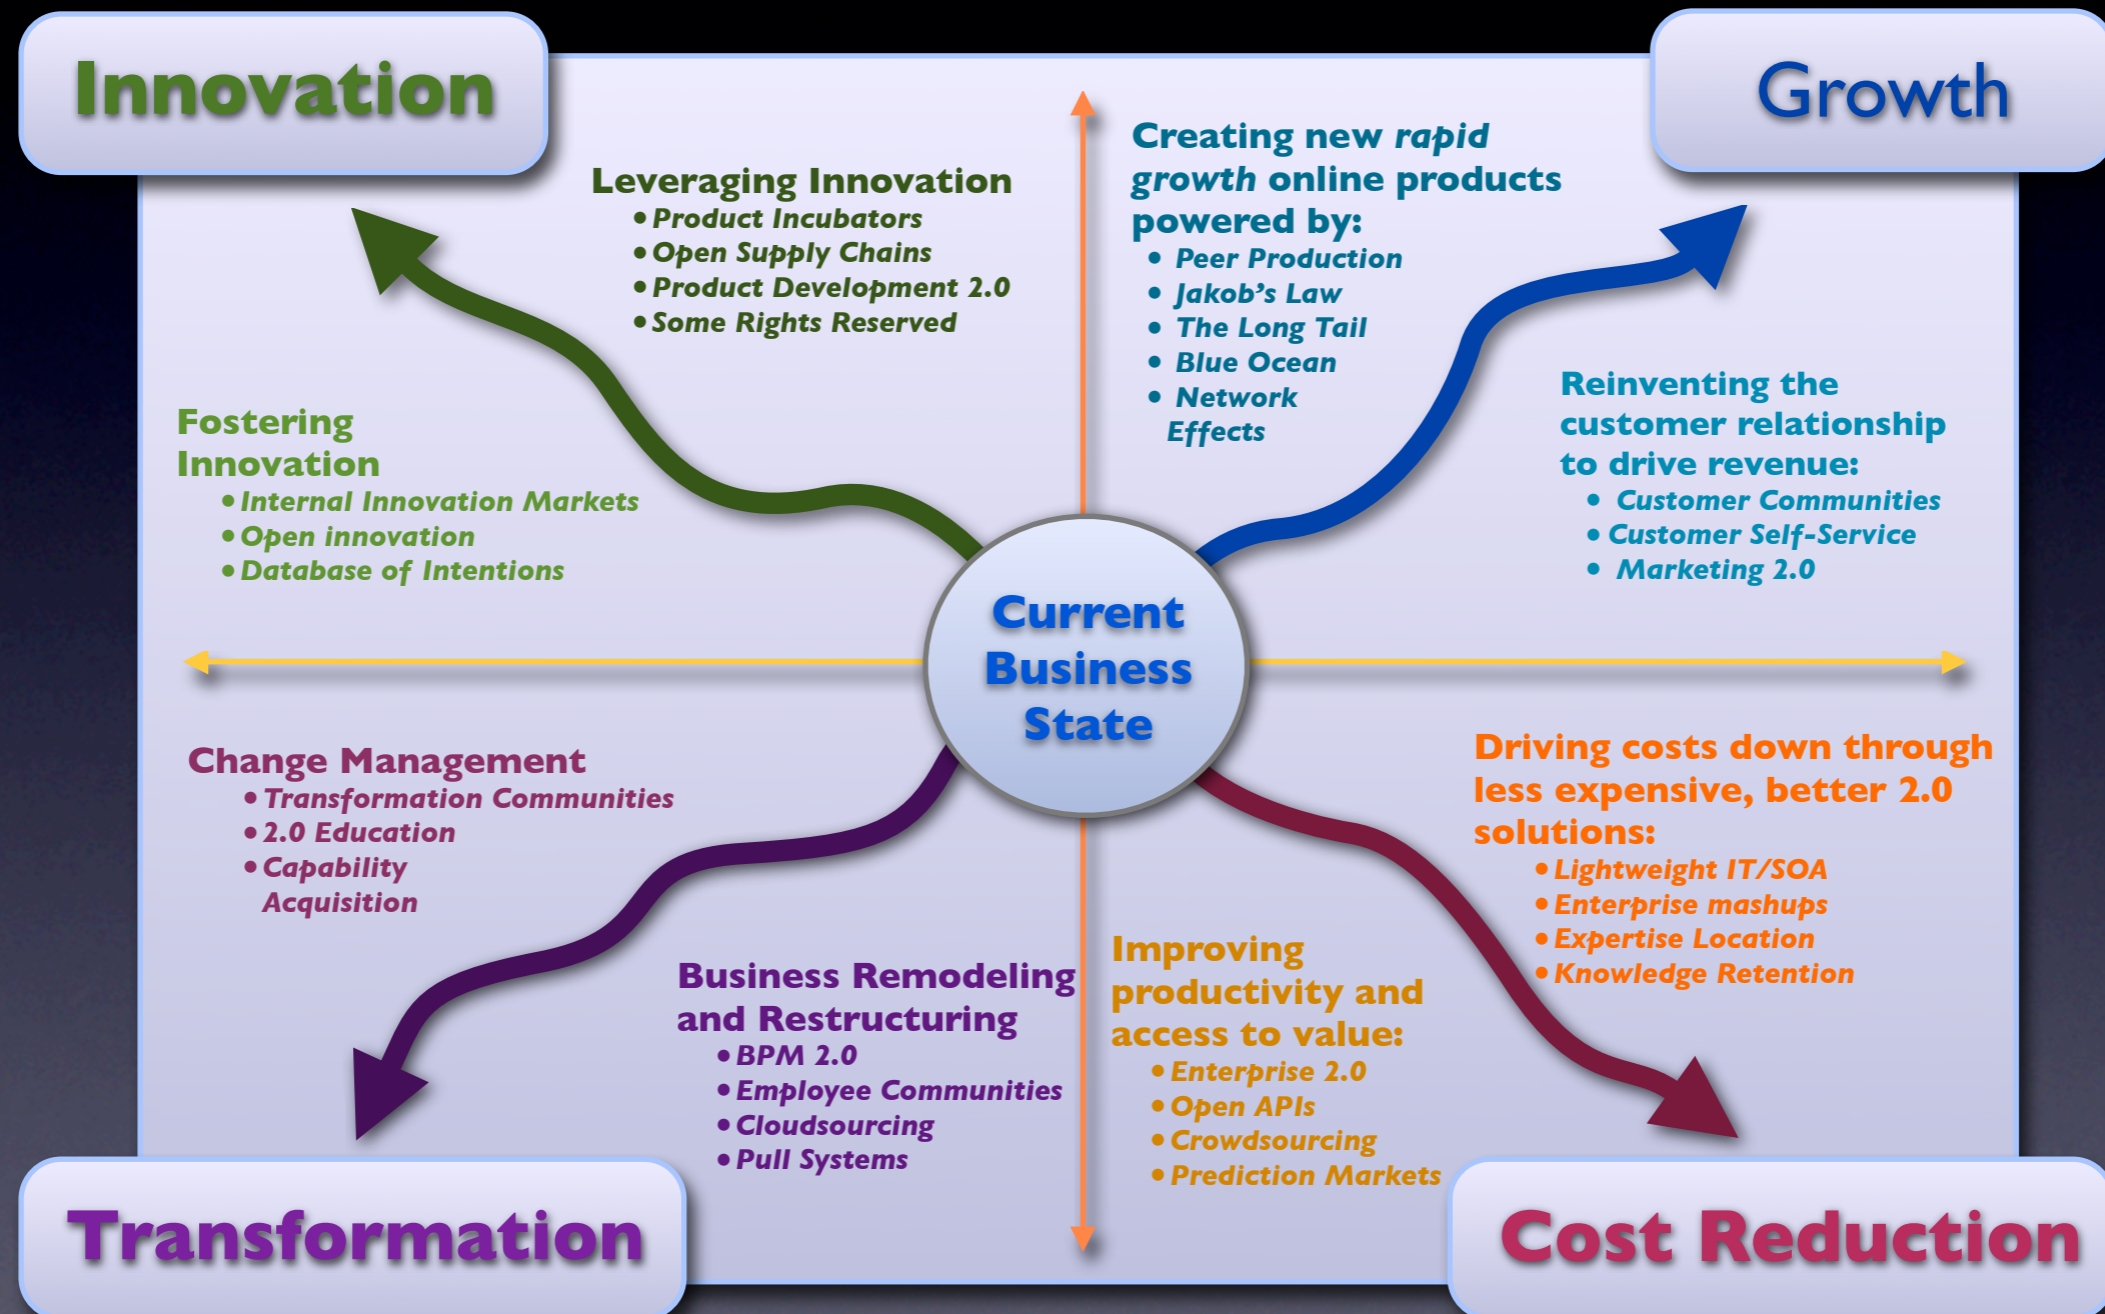 Innovation
Growth
Leveraging Innovation
•Product Incubators
•Open Supply Chains
•Product Development 2.0
•Some Rights Reserved
Fostering
Innovation
•Internal Innovation Markets
•Open innovation
•Database of Intentions
Creating new rapid
growth online products
powered by:
• Peer Production
• Jakob's Law
• The Long Tail
• Blue Ocean
• Network
Effects
Reinventing the
customer relationship
to drive revenue:
• Customer Communities
•Customer Self-Service
• Marketing 2.0
Current
Business
State
Change Management
•Transformation Communities
•2.0 Education
•Capability
Acquisition
Business Remodeling
and Restructuring
•BPM 2.0
•Employee Communities
•Cloudsourcing
•Pull Systems
Improving
productivity and
access to value:
•Enterprise 2.0
•Open APIs
•Crowdsourcing
•Prediction Markets
Driving costs down through
less expensive, better 2.0
solutions:
•Lightweight IT/SOA
•Enterprise mashups
•Expertise Location
•Knowledge Retention
Transformation
Cost Reduction